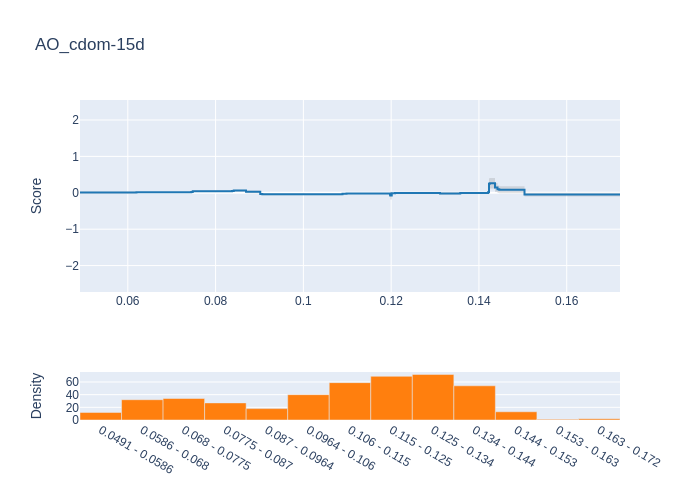 AO_cdom-15d
Score
2
1
0
−1
−2
0.06
0.08
0.1
0.12
0.14
0.16
Density
60
40
20
0
0.0491 - 0.0586
0.0586 - 0.068
0.068 - 0.0775
0.0775 - 0.087
0.087 - 0.0964
0.0964 - 0.106
0.106 - 0.115
0.115 - 0.125
0.125 - 0.134
0.134 - 0.144
0.144 - 0.153
0.153 - 0.163
0.163 - 0.172